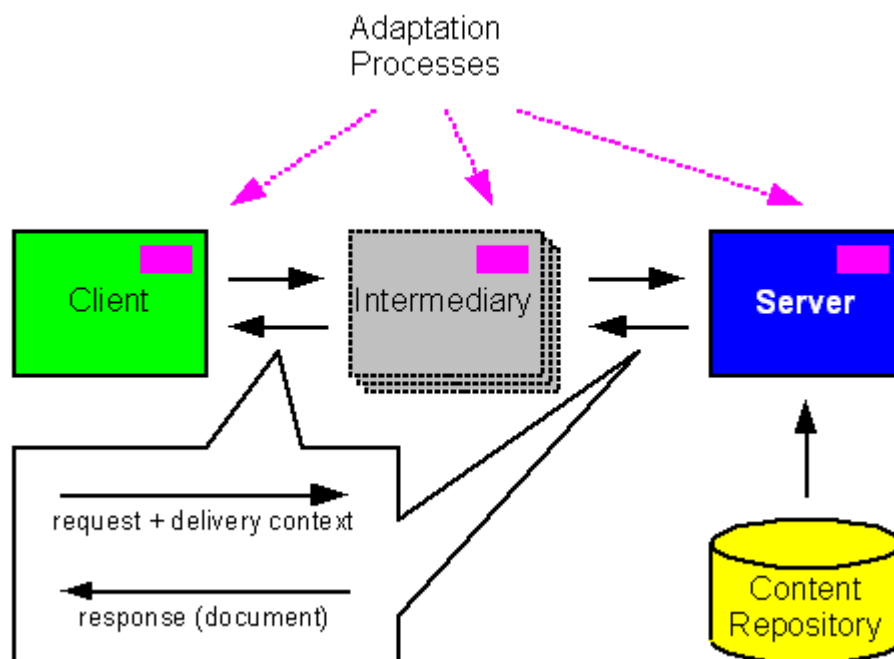 Adaptation
Processes
Client
Intermediary
Server
request + delivery context
response (document)
Content
Repository